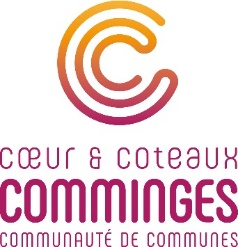 cœur & coteaux
COMMINGES
COMMUNAUTÉ DE COMMUNES